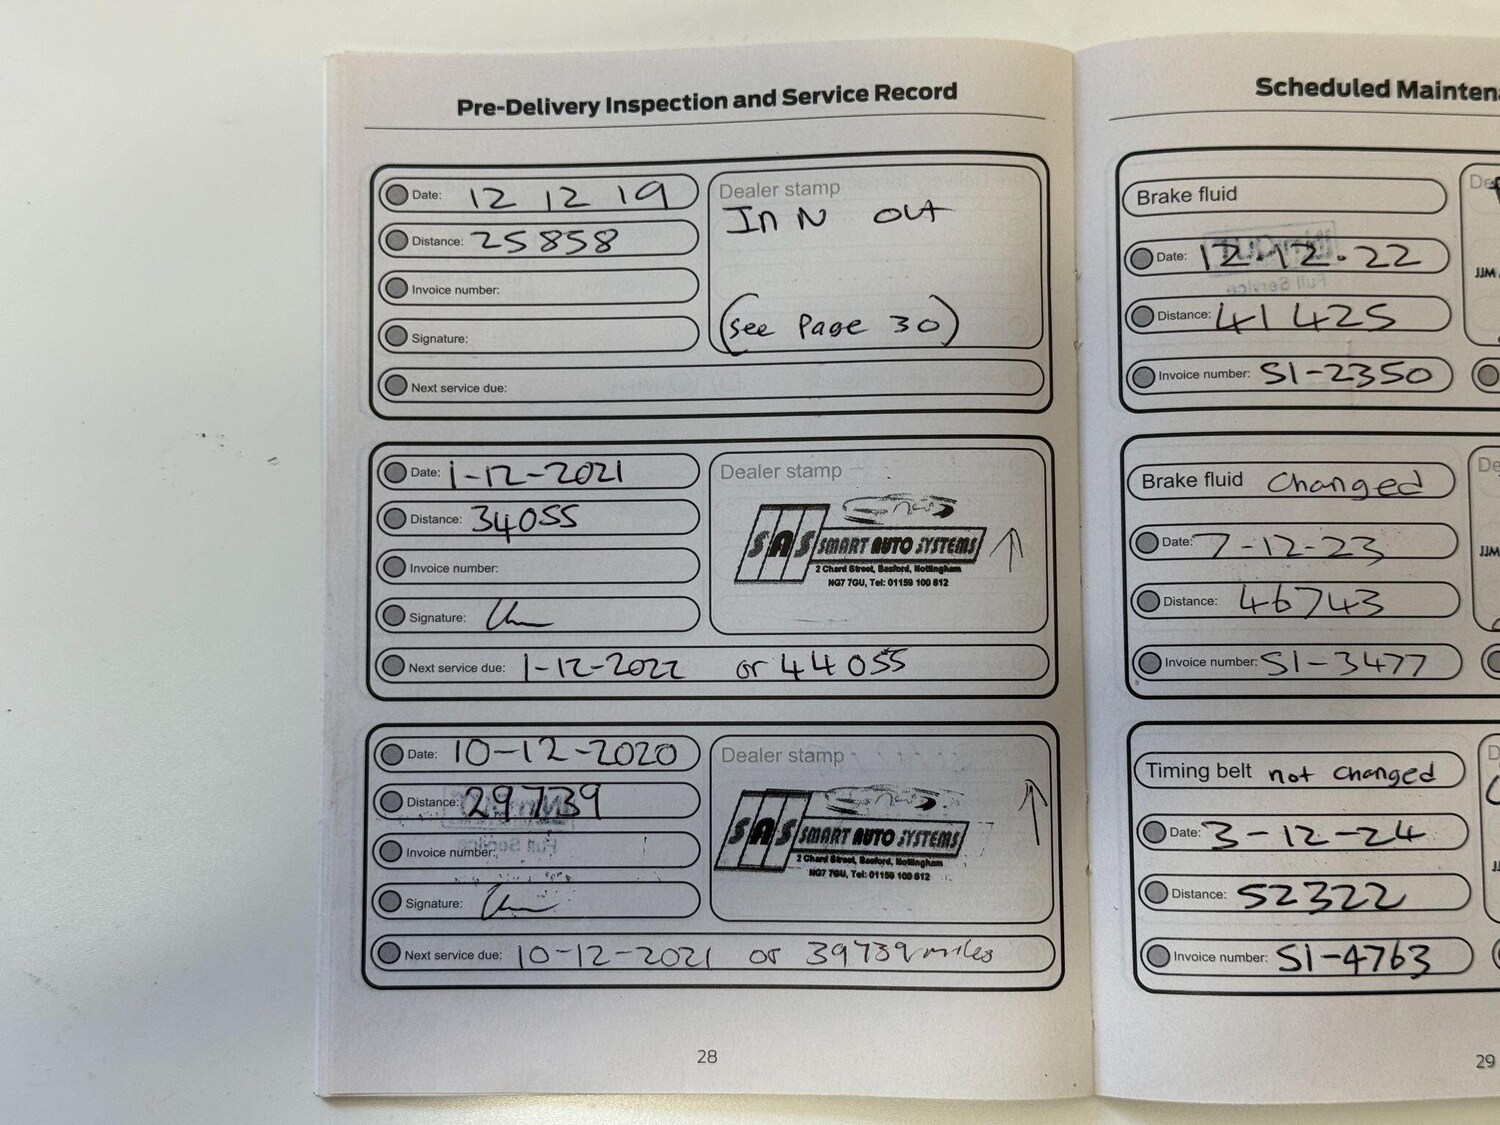 Pre-Delivery Inspection and Service Record
Date: 12 12 19
Distance: 25858
Invoice number:
Signature:
Next service due:
Dealer stamp
In N out
(see Page 30)
Date: 1-12-2021
Distance: 34055
Invoice number:
Signature:
Next service due: 1-12-2022 or 44055
Dealer stamp
SAS SMART AUTO SYSTEMS
2 Chard Street, Basford, Nottingham
NG7 7GU, Tel: 01159 100 812
Date: 10-12-2020
Distance: 29739
Invoice number:
Signature:
Next service due: 10-12-2021 or 39739 miles
Dealer stamp
SAS SMART AUTO SYSTEMS
2 Chard Street, Basford, Nottingham
NG7 7GU, Tel: 01159 100 812
28
Scheduled Mainten
Brake fluid
Date: 12.12.22
Distance: 41425
Invoice number: SI-2350
De
JJM
Brake fluid changed
Date: 7-12-23
Distance: 46743
Invoice number: SI-3477
De
JJM
Timing belt not changed
Date: 3-12-24
Distance: 52322
Invoice number: SI-4763
D
29